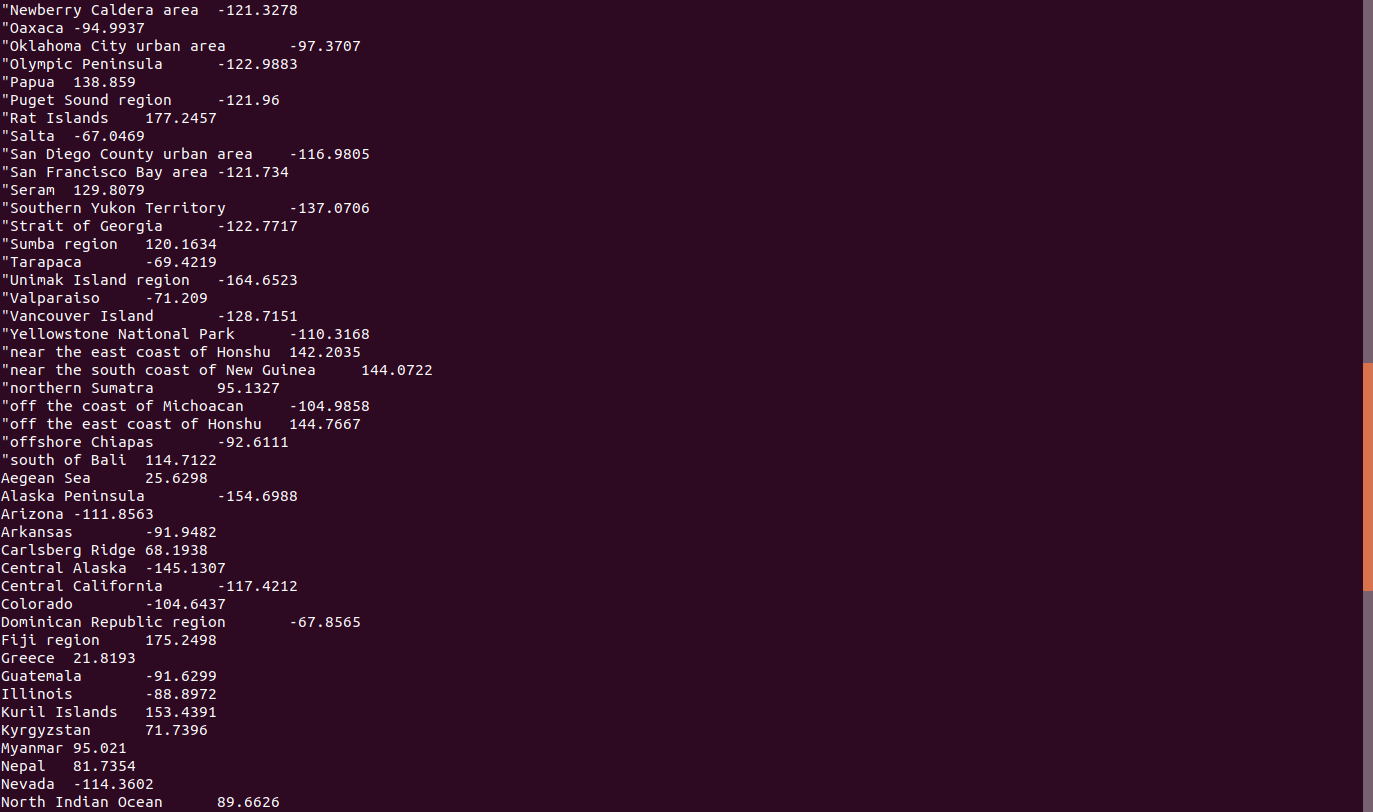 "Newberry Caldera area	-121.3278
"Oaxaca	-94.9937
"Oklahoma City urban area	-97.3707
"Olympic Peninsula	-122.9883
"Papua	138.859
"Puget Sound region	-121.96
"Rat Islands	177.2457
"Salta	-67.0469
"San Diego County urban area	-116.9805
"San Francisco Bay area	-121.734
"Seram	129.8079
"Southern Yukon Territory	-137.0706
"Strait of Georgia	-122.7717
"Sumba region	120.1634
"Tarapaca	-69.4219
"Unimak Island region	-164.6523
"Valparaiso	-71.209
"Vancouver Island	-128.7151
"Yellowstone National Park	-110.3168
"near the east coast of Honshu	142.2035
"near the south coast of New Guinea	144.0722
"northern Sumatra	95.1327
"off the coast of Michoacan	-104.9858
"off the east coast of Honshu	144.7667
"offshore Chiapas	-92.6111
"south of Bali	114.7122
Aegean Sea	25.6298
Alaska Peninsula	-154.6988
Arizona	-111.8563
Arkansas	-91.9482
Carlsberg Ridge	68.1938
Central Alaska	-145.1307
Central California	-117.4212
Colorado	-104.6437
Dominican Republic region	-67.8565
Fiji region	175.2498
Greece	21.8193
Guatemala	-91.6299
Illinois	-88.8972
Kuril Islands	153.4391
Kyrgyzstan	71.7396
Myanmar	95.021
Nepal	81.7354
Nevada	-114.3602
North Indian Ocean	89.6626